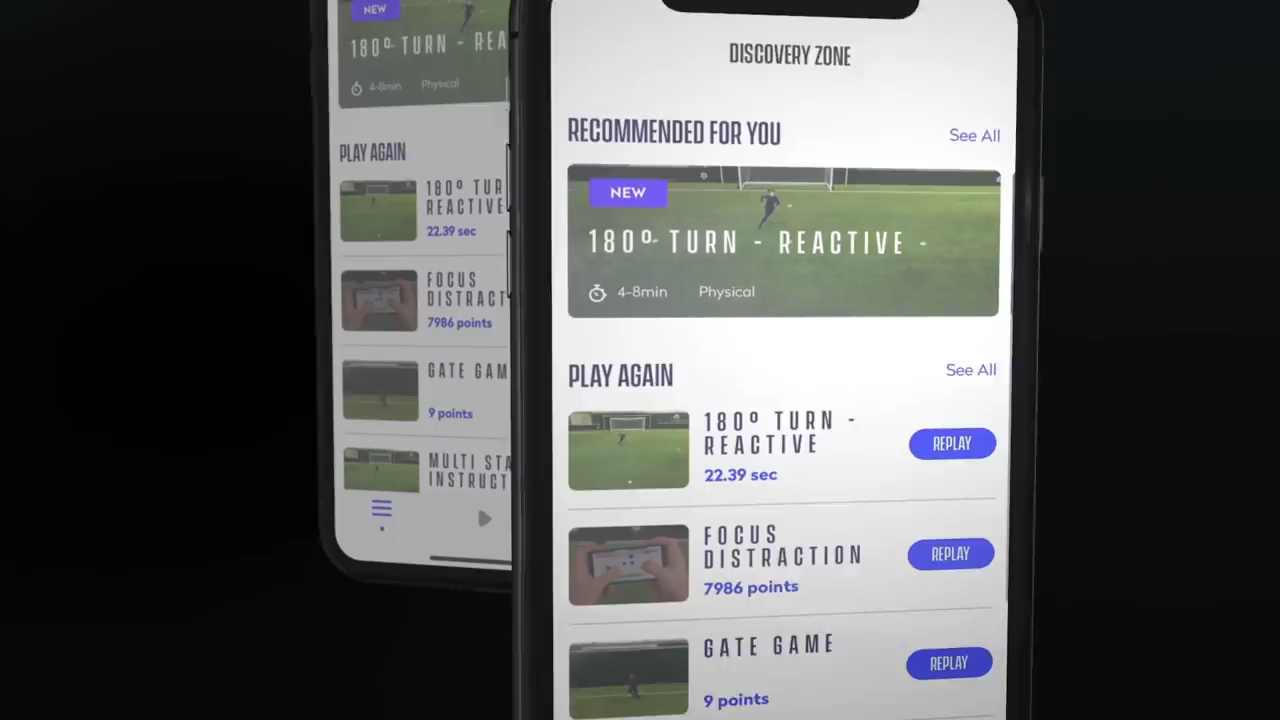 NEW
180º TURN - REA
4-8min Physical
PLAY AGAIN
180º TUR
REACTIVE
22.39 sec
FOCUS
DISTRACT
7986 points
GATE GAM
9 points
MULTI STA
INSTRUCT
DISCOVERY ZONE
RECOMMENDED FOR YOU See All
NEW
180º TURN - REACTIVE -
4-8min Physical
PLAY AGAIN See All
180º TURN -
REACTIVE
22.39 sec
REPLAY
FOCUS
DISTRACTION
7986 points
REPLAY
GATE GAME
9 points
REPLAY